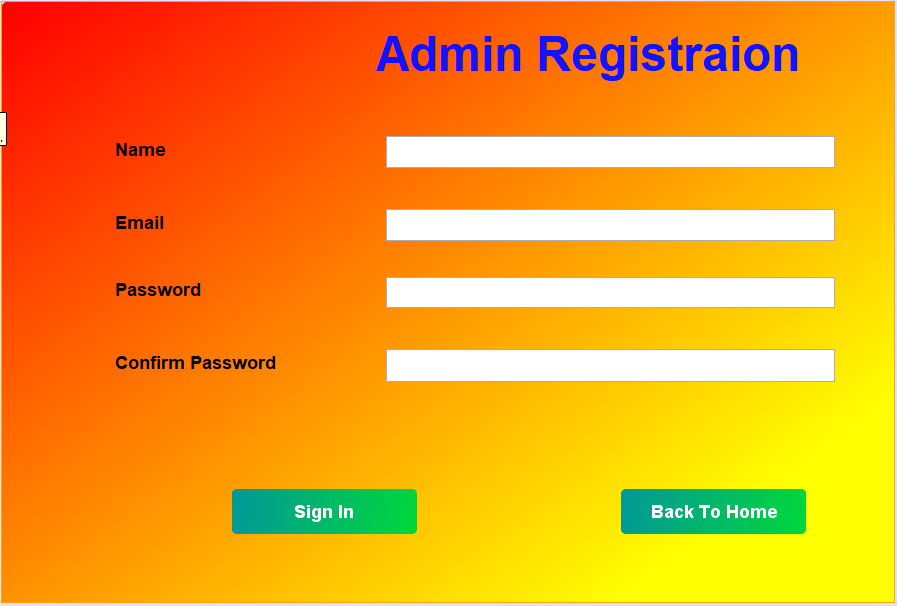 Admin Registraion
Name
Email
Password
Confirm Password
Sign In
Back To Home